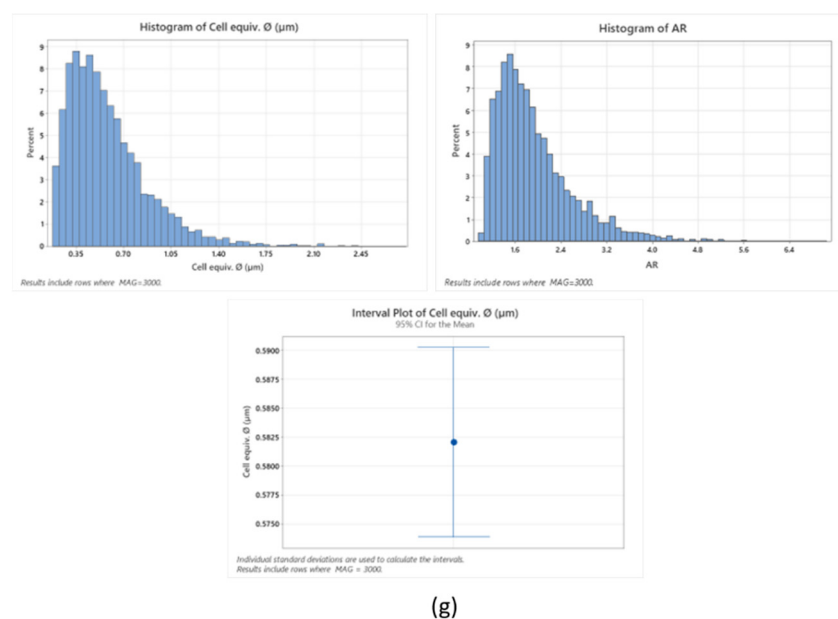 Histogram of Cell equiv. Ø (µm)
9
8
7
6
5
4
3
2
1
0
Percent
0.35 0.70 1.05 1.40 1.75 2.10 2.45
Cell equiv. Ø (µm)
Results include rows where MAG=3000.
Histogram of AR
9
8
7
6
5
4
3
2
1
0
Percent
1.6 2.4 3.2 4.0 4.8 5.6 6.4
AR
Results include rows where MAG=3000.
Interval Plot of Cell equiv. Ø (µm)
95% CI for the Mean
0.5900
0.5875
0.5850
0.5825
0.5800
0.5775
0.5750
Cell equiv. Ø (µm)
Individual standard deviations are used to calculate the intervals.
Results include rows where MAG = 3000.
(g)